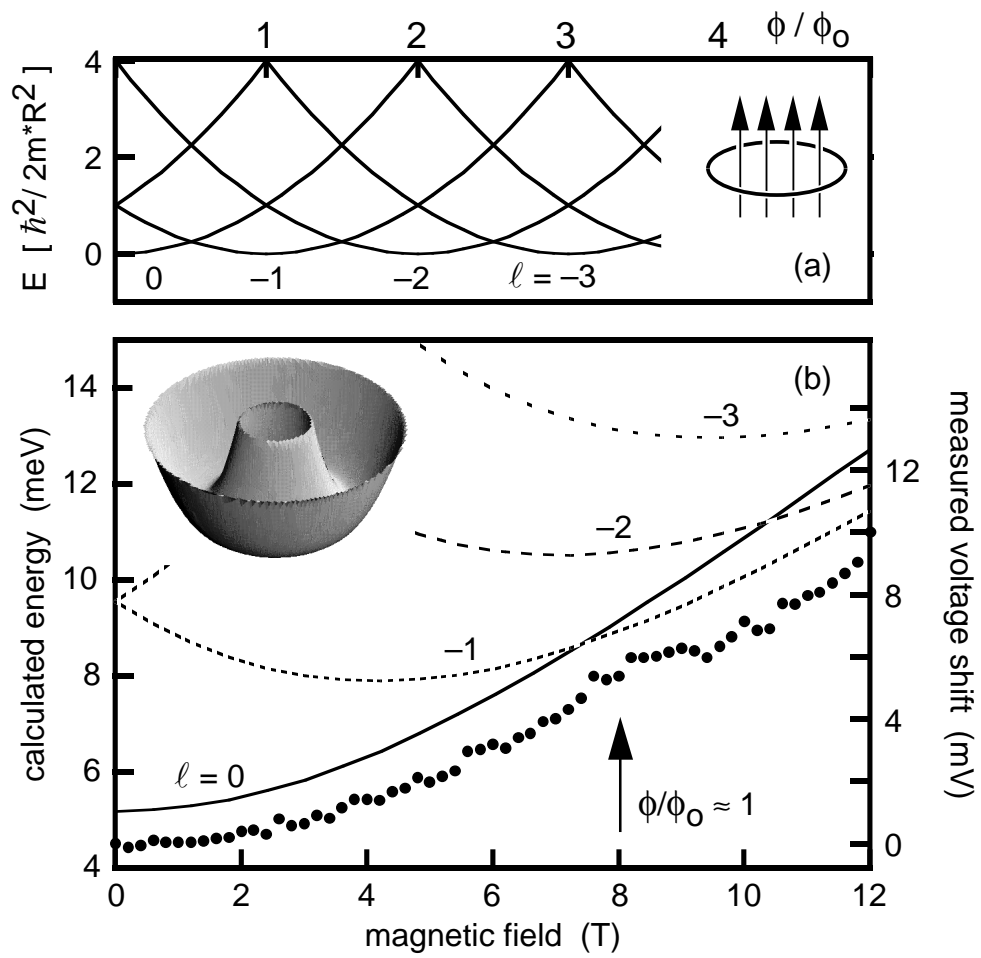 1 2 3 4 ϕ / ϕo
E [ ℏ²/ 2m*R² ]
4
2
0
0 –1 –2 ℓ = –3
(a)
(b)
calculated energy (meV)
14
12
10
8
6
4
measured voltage shift (mV)
12
8
4
0
–3
–2
–1
ℓ = 0
ϕ/ϕo ≈ 1
0 2 4 6 8 10 12
magnetic field (T)